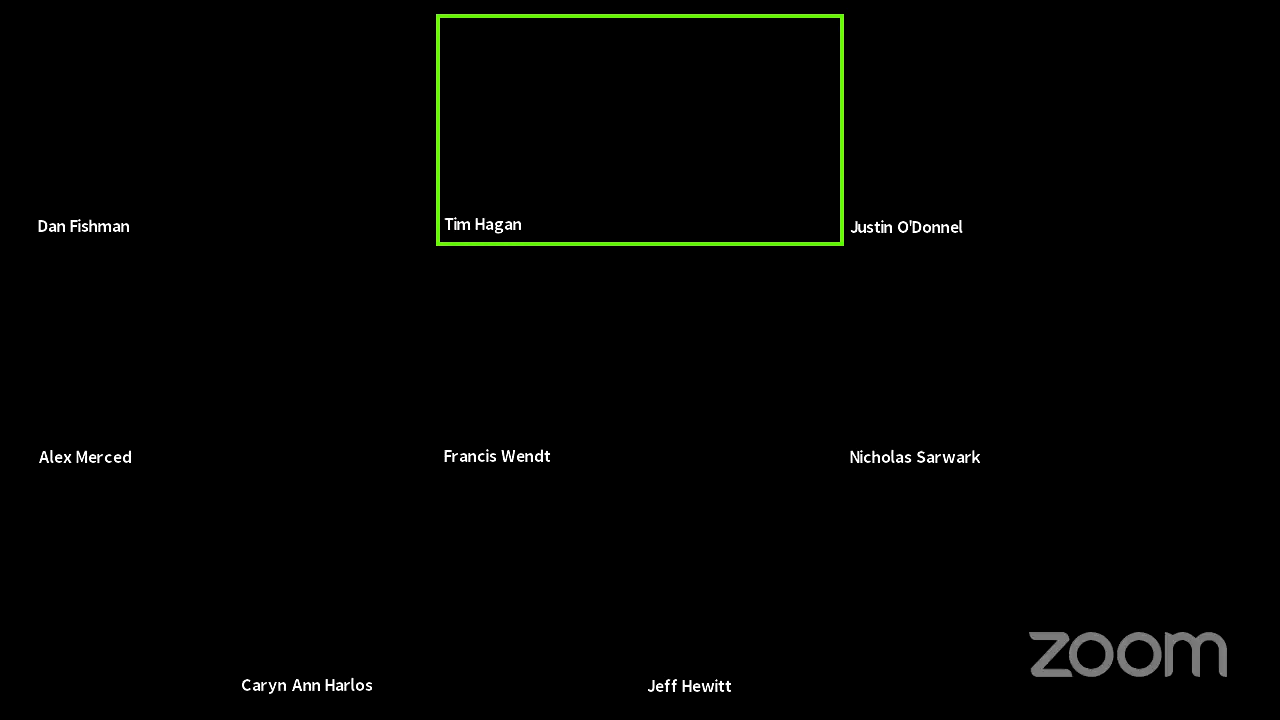 Dan Fishman
Tim Hagan
Justin O'Donnel
Alex Merced
Francis Wendt
Nicholas Sarwark
Caryn Ann Harlos
Jeff Hewitt
zoom